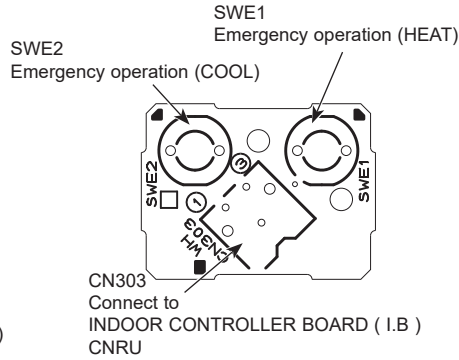 SWE1
Emergency operation (HEAT)
SWE2
Emergency operation (COOL)
SWE2
SWE1
3
1
CN303
WH
CN303
Connect to
INDOOR CONTROLLER BOARD ( I.B )
CNRU
)